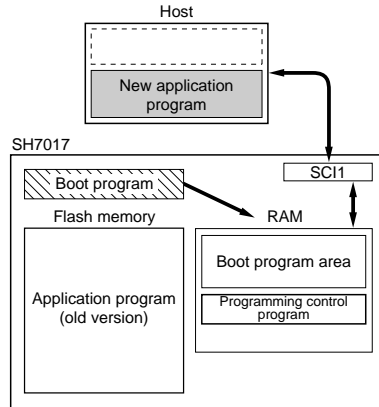 Host
New application
program
SH7017
SCI1
Boot program
Flash memory
RAM
Application program
(old version)
Boot program area
Programming control
program